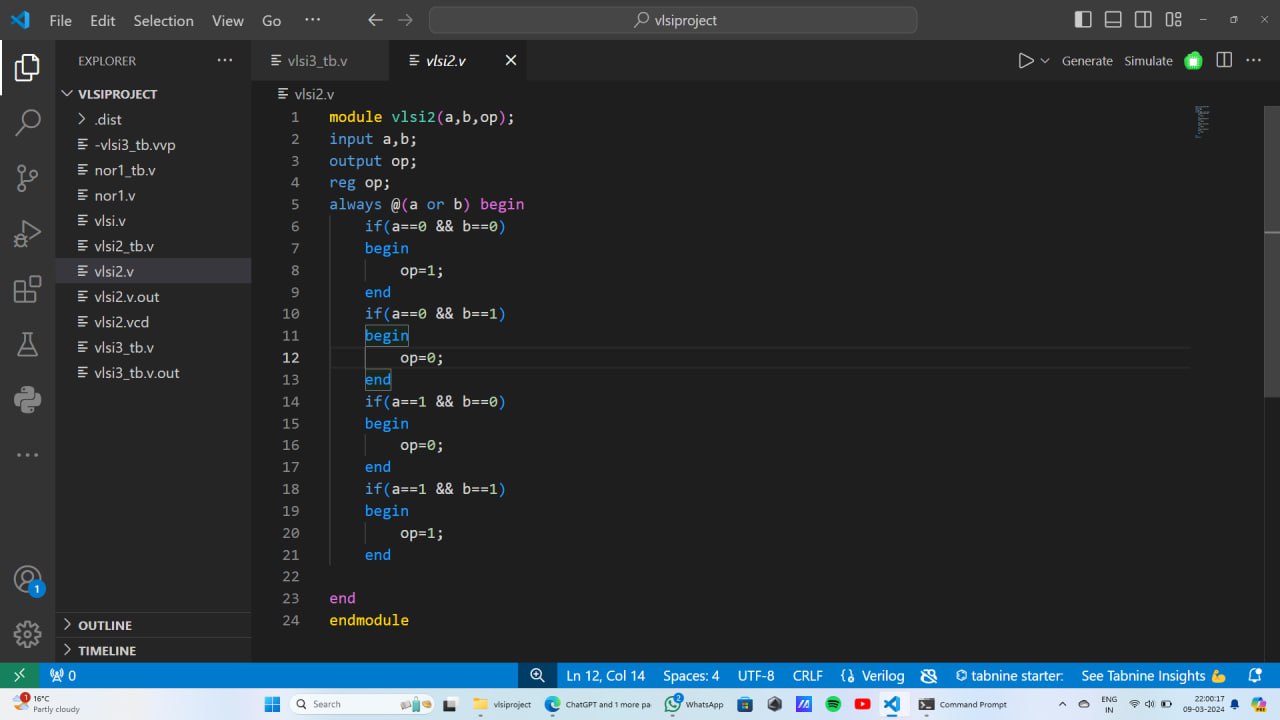 File Edit Selection View Go ··· vlsiproject
EXPLORER ···
vlsi3_tb.v vlsi2.v
Generate Simulate ···
VLSIPROJECT
.dist
-vlsi3_tb.vvp
nor1_tb.v
nor1.v
vlsi.v
vlsi2_tb.v
vlsi2.v
vlsi2.v.out
vlsi2.vcd
vlsi3_tb.v
vlsi3_tb.v.out
OUTLINE
TIMELINE
1
vlsi2.v
1 module vlsi2(a,b,op);
2 input a,b;
3 output op;
4 reg op;
5 always @(a or b) begin
6 if(a==0 && b==0)
7 begin
8 op=1;
9 end
10 if(a==0 && b==1)
11 begin
12 op=0;
13 end
14 if(a==1 && b==0)
15 begin
16 op=0;
17 end
18 if(a==1 && b==1)
19 begin
20 op=1;
21 end
22
23 end
24 endmodule
0 Ln 12, Col 14 Spaces: 4 UTF-8 CRLF {} Verilog tabnine starter: See Tabnine Insights
1 16°C
Partly cloudy
Search
ChatGPT and 1 more pa
2 WhatsApp
vlsiproject
Command Prompt
ENG
IN
22:00:17
09-03-2024